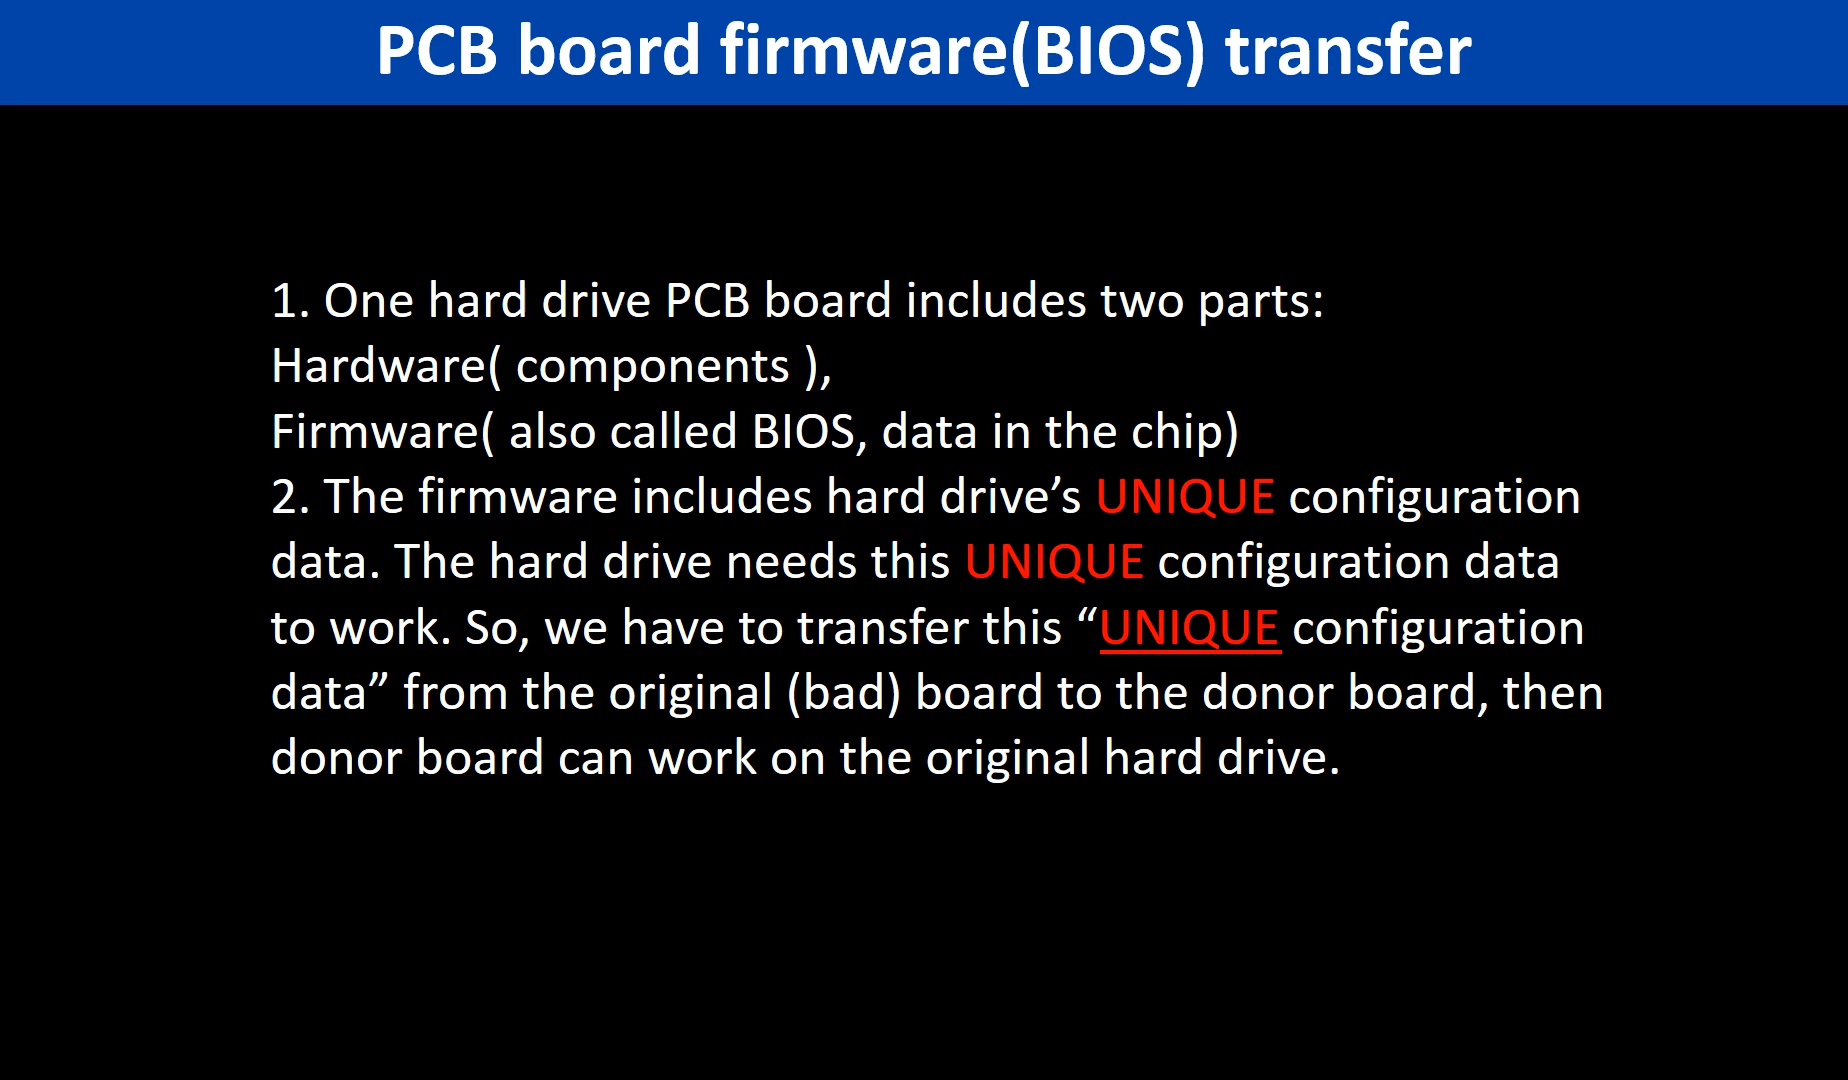 PCB board firmware(BIOS) transfer
1. One hard drive PCB board includes two parts:
Hardware( components ),
Firmware( also called BIOS, data in the chip)
2. The firmware includes hard drive’s UNIQUE configuration
data. The hard drive needs this UNIQUE configuration data
to work. So, we have to transfer this “UNIQUE configuration
data” from the original (bad) board to the donor board, then
donor board can work on the original hard drive.